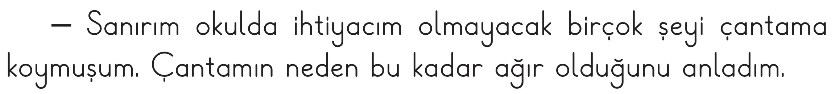 — Sanırım okulda ihtiyacım olmayacak birçok şeyi çantama
koymuşum. Çantamın neden bu kadar ağır olduğunu anladım.